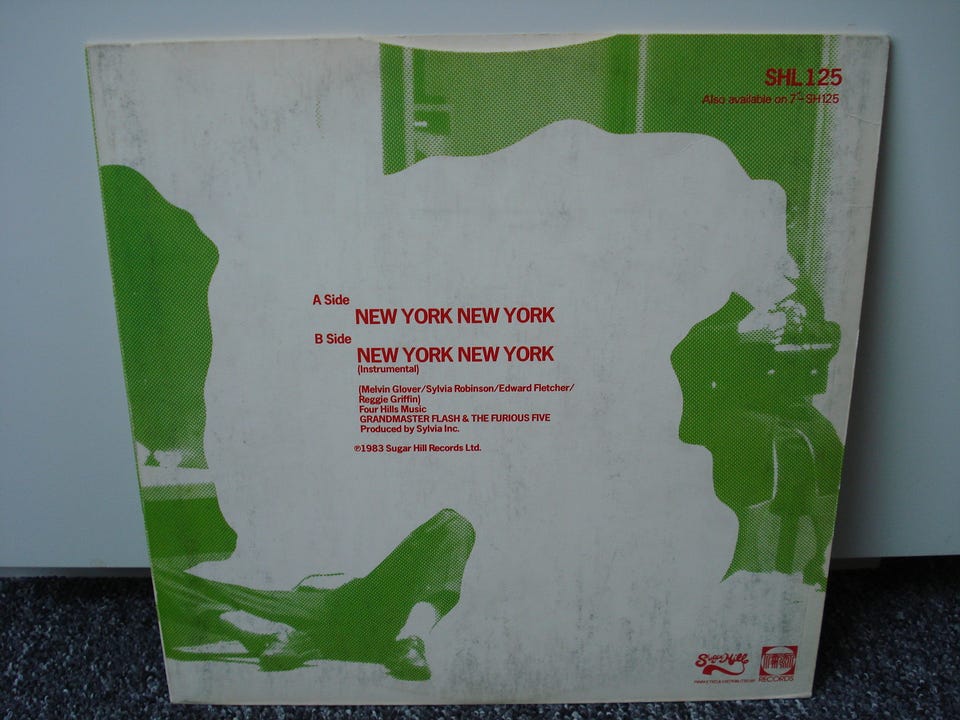 SHL 125
Also available on 7"-SH125
A Side
NEW YORK NEW YORK
B Side
NEW YORK NEW YORK
(Instrumental)
(Melvin Glover/Sylvia Robinson/Edward Fletcher/
Reggie Griffin)
Four Hills Music
GRANDMASTER FLASH & THE FURIOUS FIVE
Produced by Sylvia Inc.
℗1983 Sugar Hill Records Ltd.
Sugar Hill
RECORDS